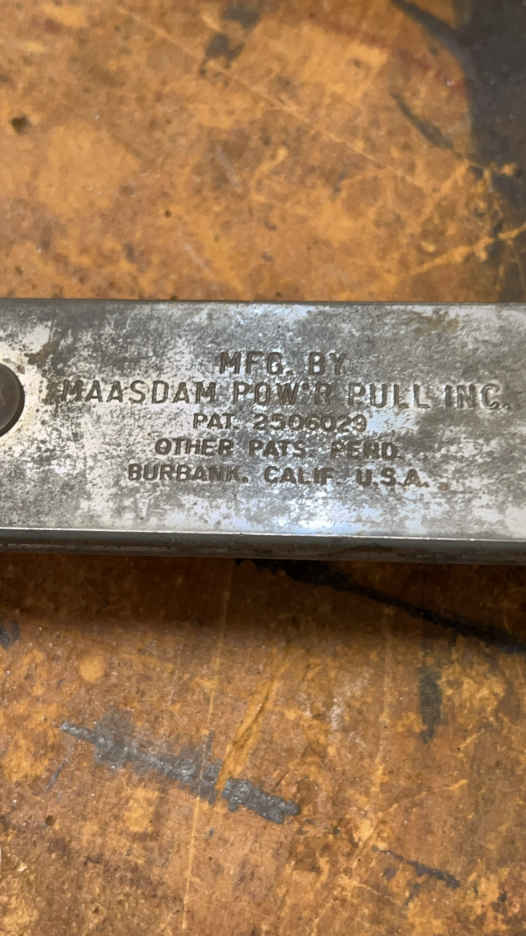 MFG. BY
MAASDAM POW'R PULL INC.
PAT. 2506029
OTHER PATS. PEND.
BURBANK, CALIF. U.S.A.